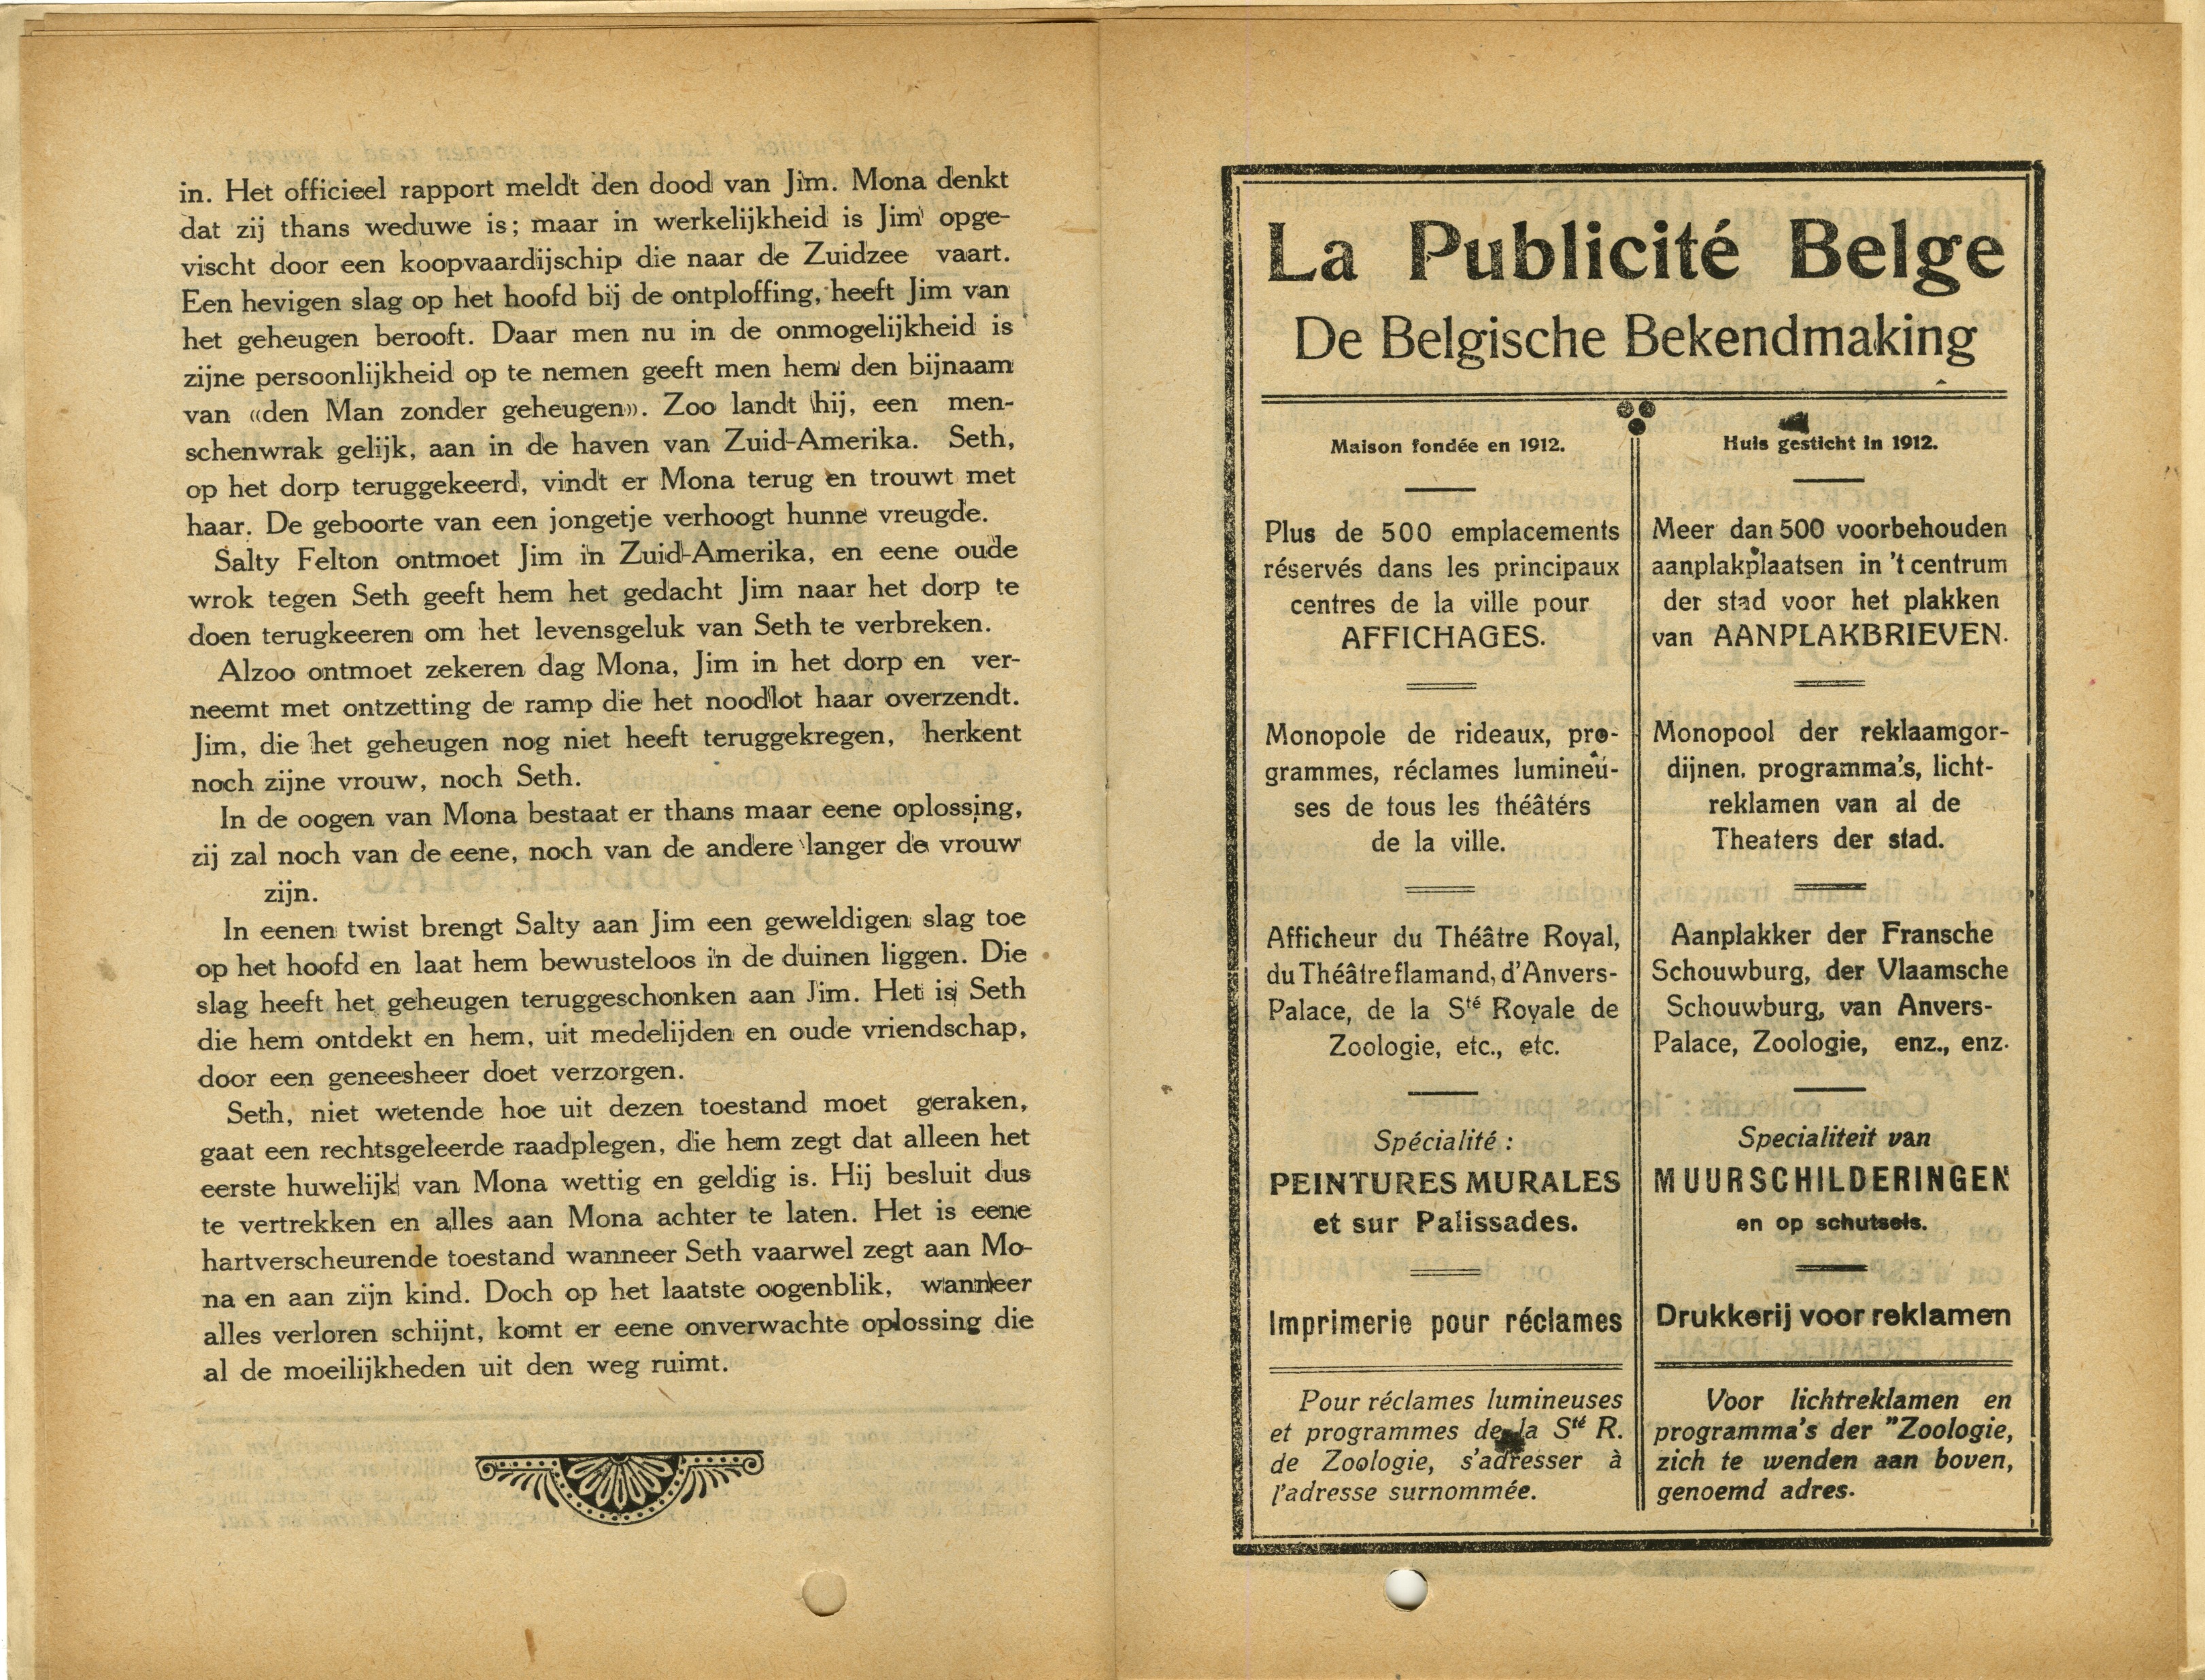 in. Het officieel rapport meldt den dood van Jim. Mona denkt
dat zij thans weduwe is; maar in werkelijkheid is Jim opge-
vischt door een koopvaardijschip die naar de Zuidzee vaart.
Een hevigen slag op het hoofd bij de ontploffing, heeft Jim van
het geheugen berooft. Daar men nu in de onmogelijkheid is
zijne persoonlijkheid op te nemen geeft men hem den bijnaam
van «den Man zonder geheugen». Zoo landt hij, een men-
schenwrak gelijk, aan in de haven van Zuid-Amerika. Seth,
op het dorp teruggekeerd, vindt er Mona terug en trouwt met
haar. De geboorte van een jongetje verhoogt hunne vreugde.
Salty Felton ontmoet Jim in Zuid-Amerika, en eene oude
wrok tegen Seth geeft hem het gedacht Jim naar het dorp te
doen terugkeeren om het levensgeluk van Seth te verbreken.
Alzoo ontmoet zekeren dag Mona, Jim in het dorp en ver-
neemt met ontzetting de ramp die het noodlot haar overzendt.
Jim, die het geheugen nog niet heeft teruggekregen, herkent
noch zijne vrouw, noch Seth.
In de oogen van Mona bestaat er thans maar eene oplossing,
zij zal noch van de eene, noch van de andere langer de vrouw
zijn.
In eenen twist brengt Salty aan Jim een geweldigen slag toe
op het hoofd en laat hem bewusteloos in de duinen liggen. Die
slag heeft het geheugen teruggeschonken aan Jim. Het is Seth
die hem ontdekt en hem, uit medelijden en oude vriendschap,
door een geneesheer doet verzorgen.
Seth, niet wetende hoe uit dezen toestand moet geraken,
gaat een rechtsgeleerde raadplegen, die hem zegt dat alleen het
eerste huwelijk van Mona wettig en geldig is. Hij besluit dus
te vertrekken en alles aan Mona achter te laten. Het is eene
hartverscheurende toestand wanneer Seth vaarwel zegt aan Mo-
na en aan zijn kind. Doch op het laatste oogenblik, wanneer
alles verloren schijnt, komt er eene onverwachte oplossing die
al de moeilijkheden uit den weg ruimt.
La Publicité Belge
De Belgische Bekendmaking
Maison fondée en 1912.
Plus de 500 emplacements
réservés dans les principaux
centres de la ville pour
AFFICHAGES.
Monopole de rideaux, pro-
grammes, réclames lumineu-
ses de tous les théâtérs
de la ville.
Afficheur du Théâtre Royal,
du Théâtre flamand, d'Anvers-
Palace, de la Sté Royale de
Zoologie, etc., etc.
Spécialité :
PEINTURES MURALES
et sur Palissades.
Imprimerie pour réclames
Pour réclames lumineuses
et programmes de la Sté R.
de Zoologie, s'adresser à
l'adresse surnommée.
Huis gesticht in 1912.
Meer dan 500 voorbehouden
aanplakplaatsen in 't centrum
der stad voor het plakken
van AANPLAKBRIEVEN.
Monopool der reklaamgor-
dijnen. programma's, licht-
reklamen van al de
Theaters der stad.
Aanplakker der Fransche
Schouwburg, der Vlaamsche
Schouwburg, van Anvers-
Palace, Zoologie, enz., enz.
Specialiteit van
MUURSCHILDERINGEN
en op schutsels.
Drukkerij voor reklamen
Voor lichtreklamen en
programma's der "Zoologie,
zich te wenden aan boven,
genoemd adres.